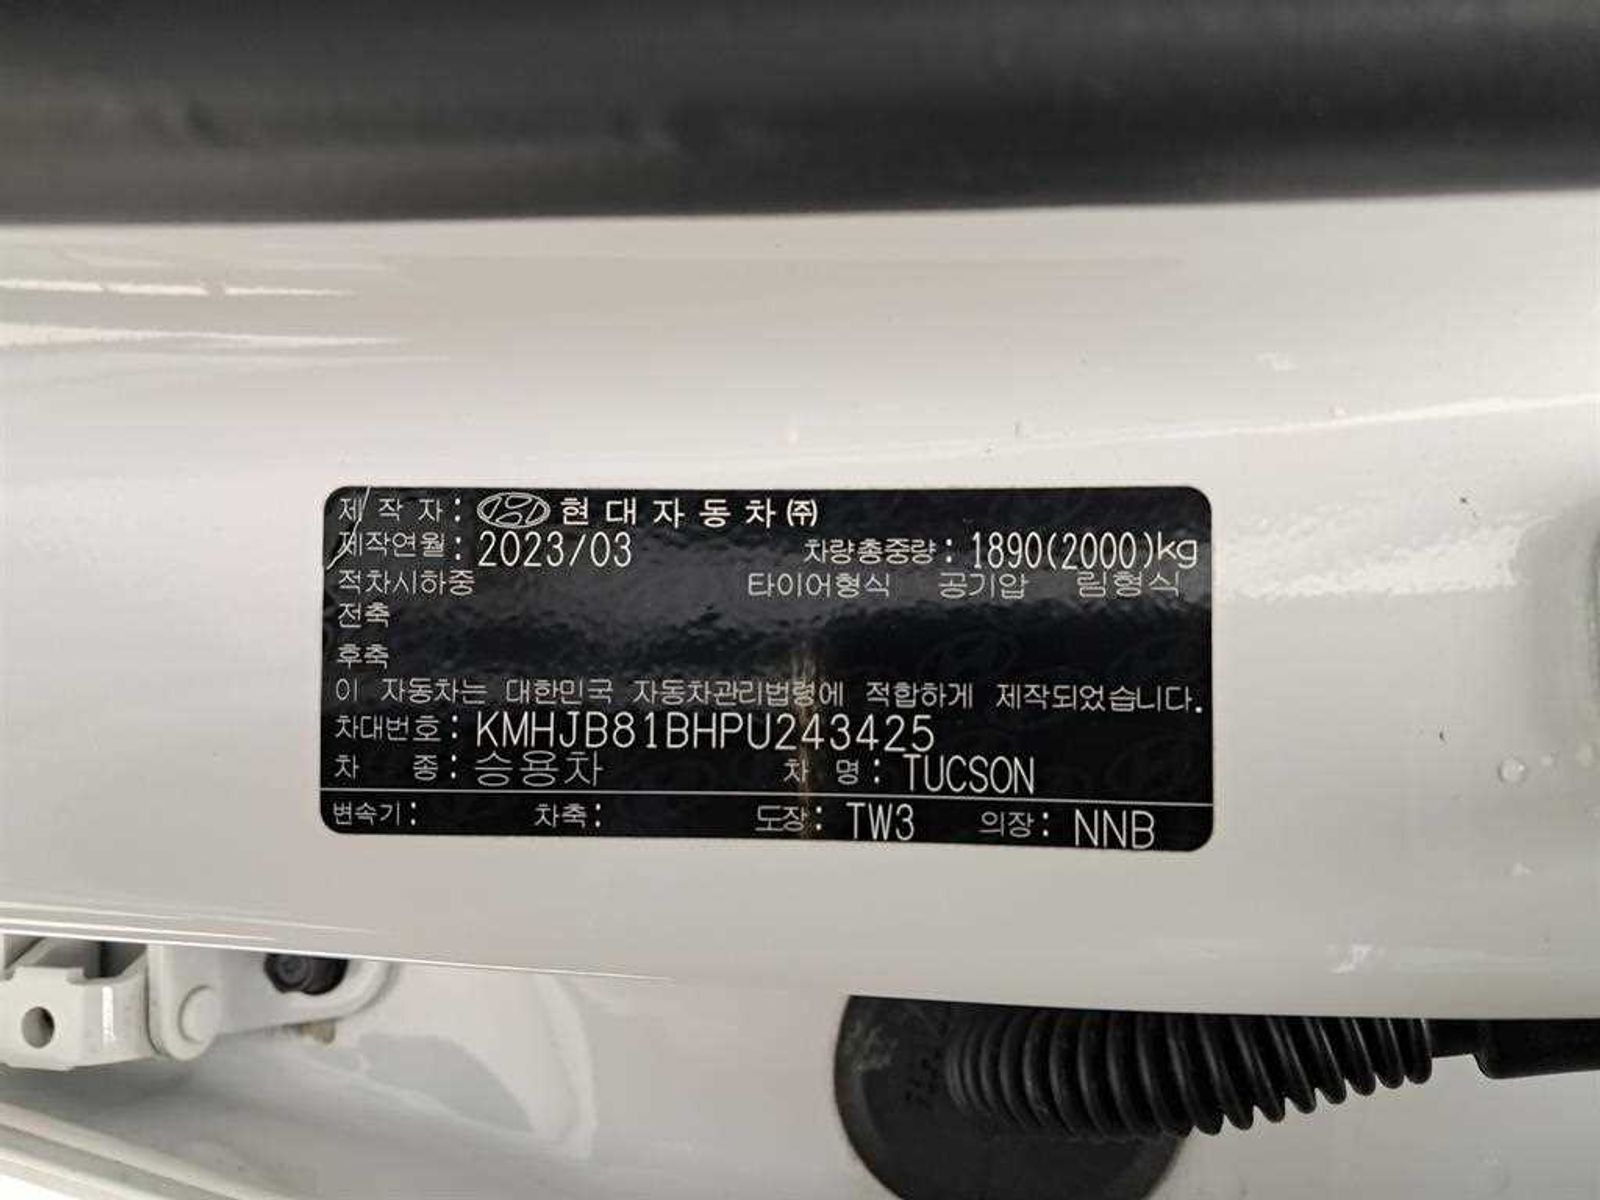 제 작 자 : 현대자동차㈜
제작연월 : 2023/03 차량총중량 : 1890(2000)kg
적차시하중 타이어형식 공기압 림형식
전축
후축
이 자동차는 대한민국 자동차관리법령에 적합하게 제작되었습니다.
차대번호 : KMHJB81BHPU243425
차 종 : 승용차 차 명 : TUCSON
변속기 : 차축 : 도장 : TW3 의장 : NNB